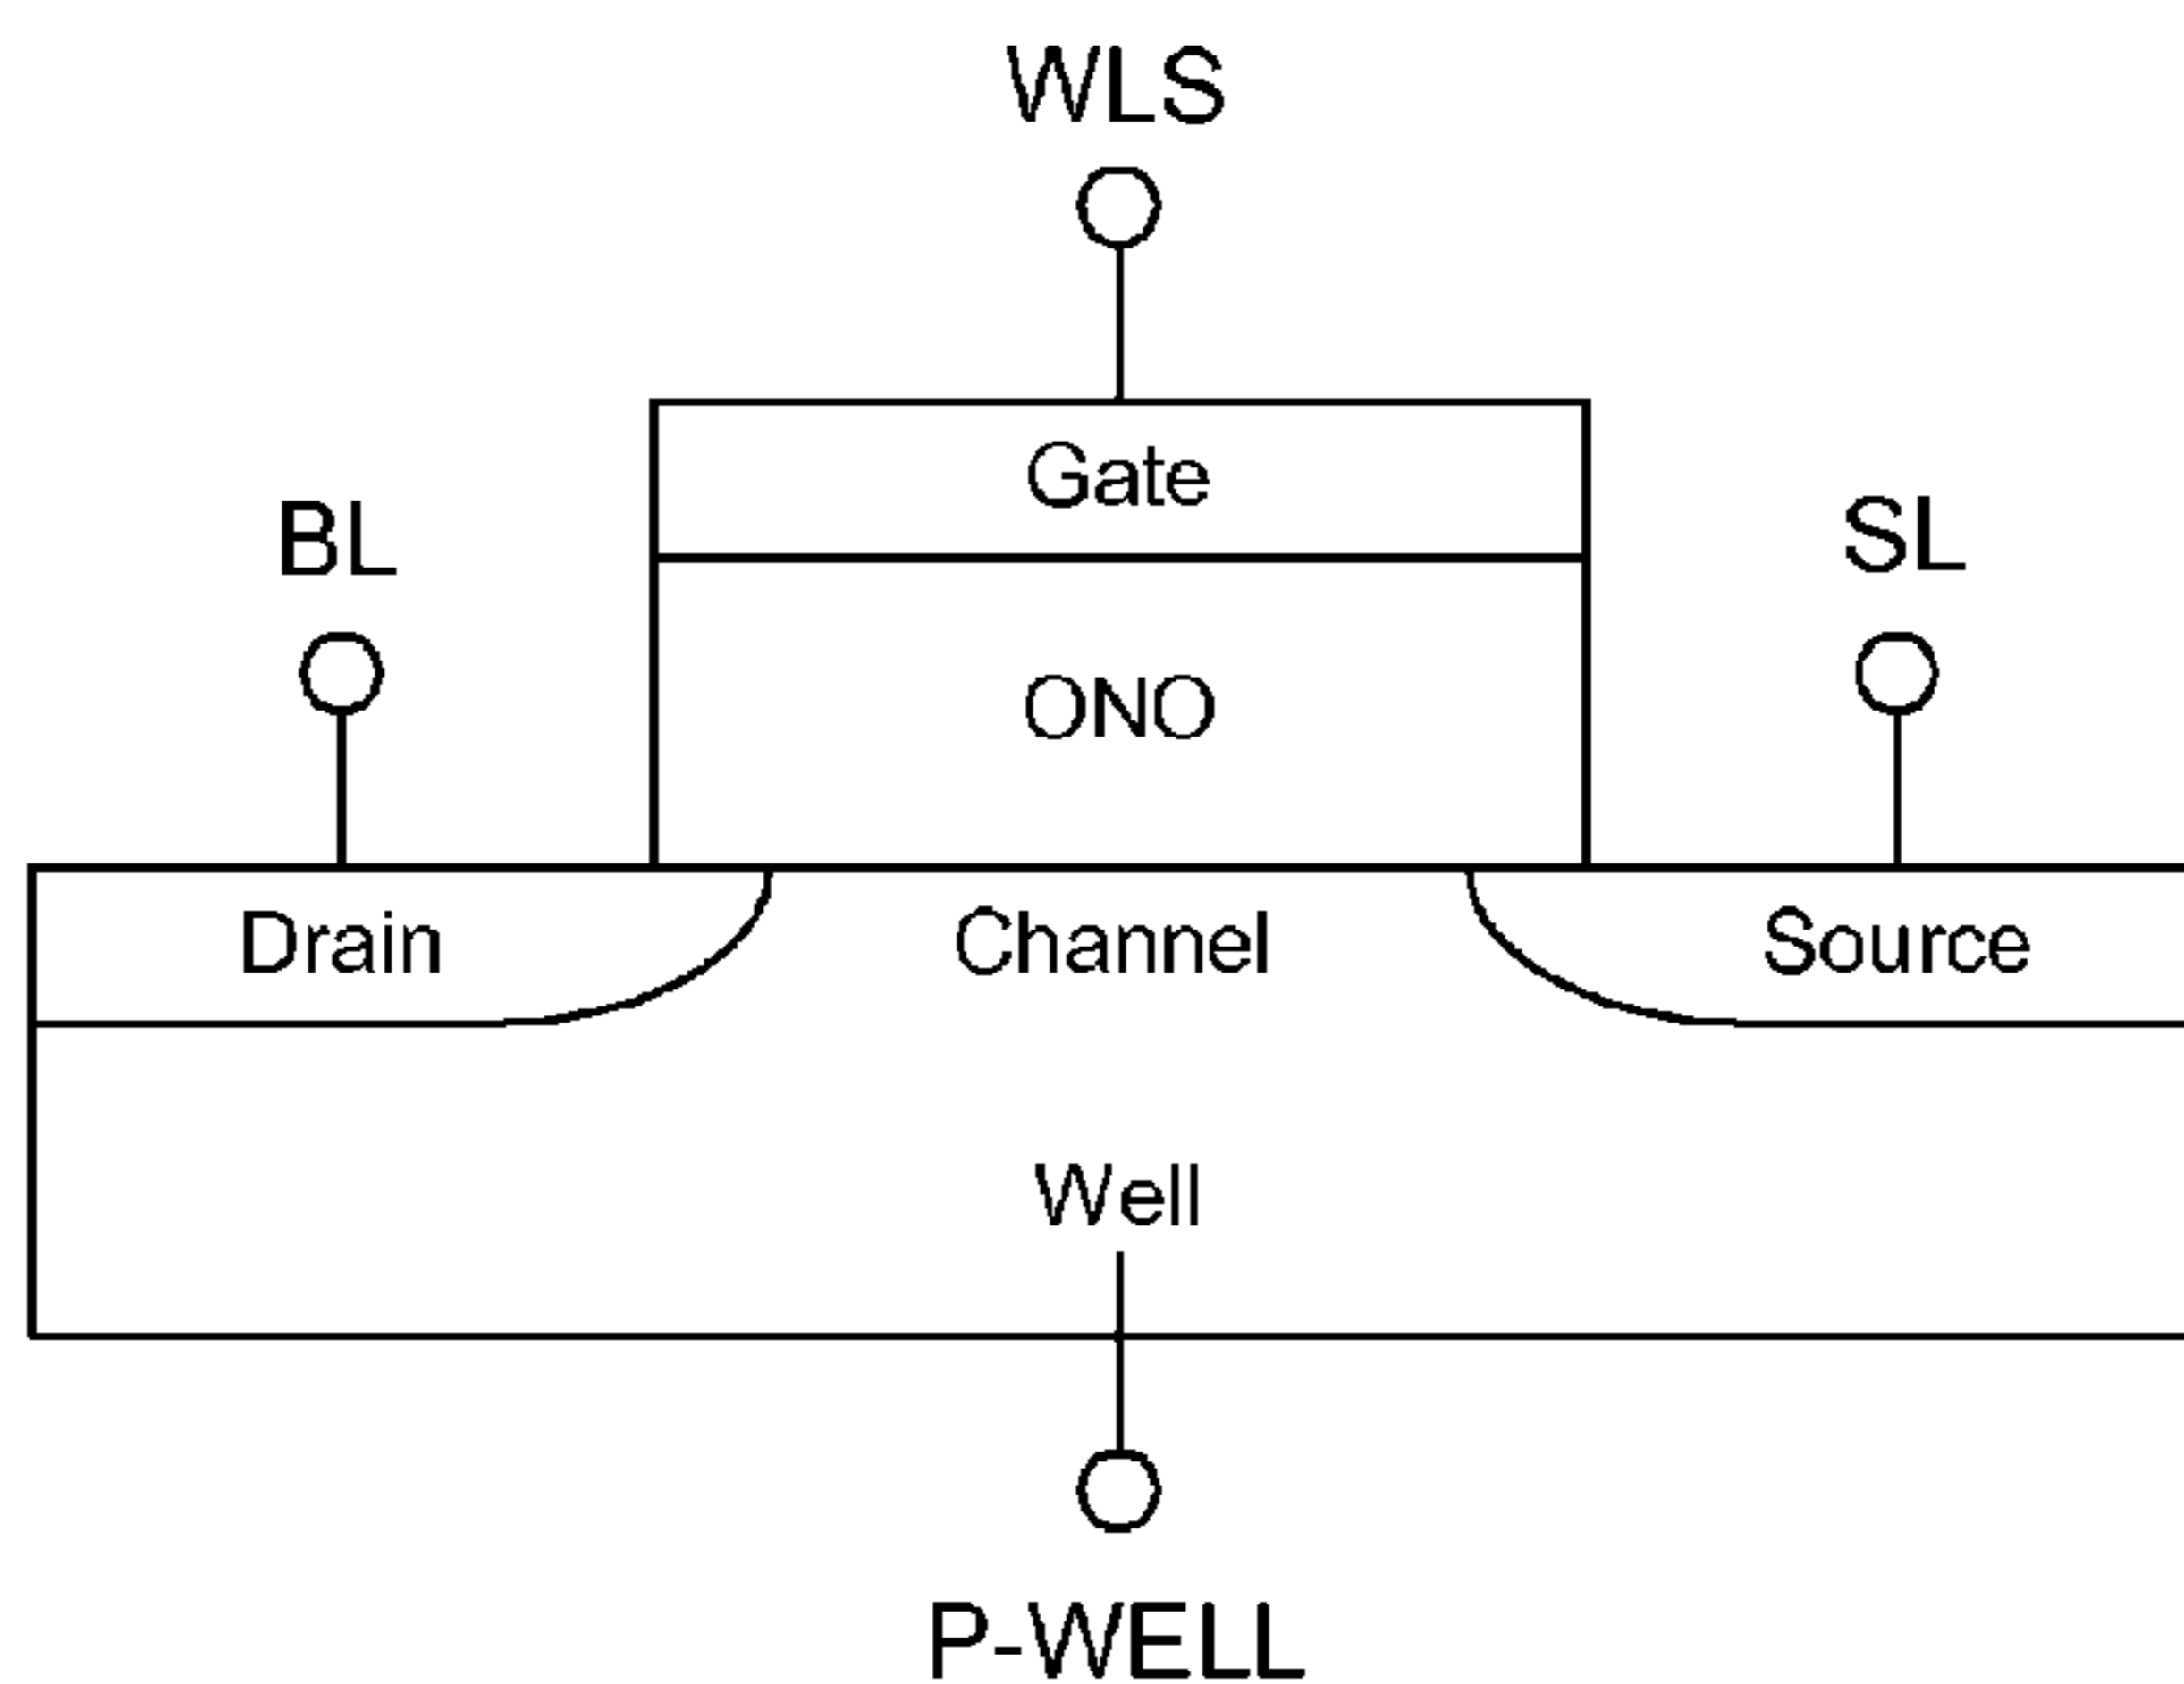 WLS
Gate
BL
SL
ONO
Drain
Channel
Source
Well
P-WELL